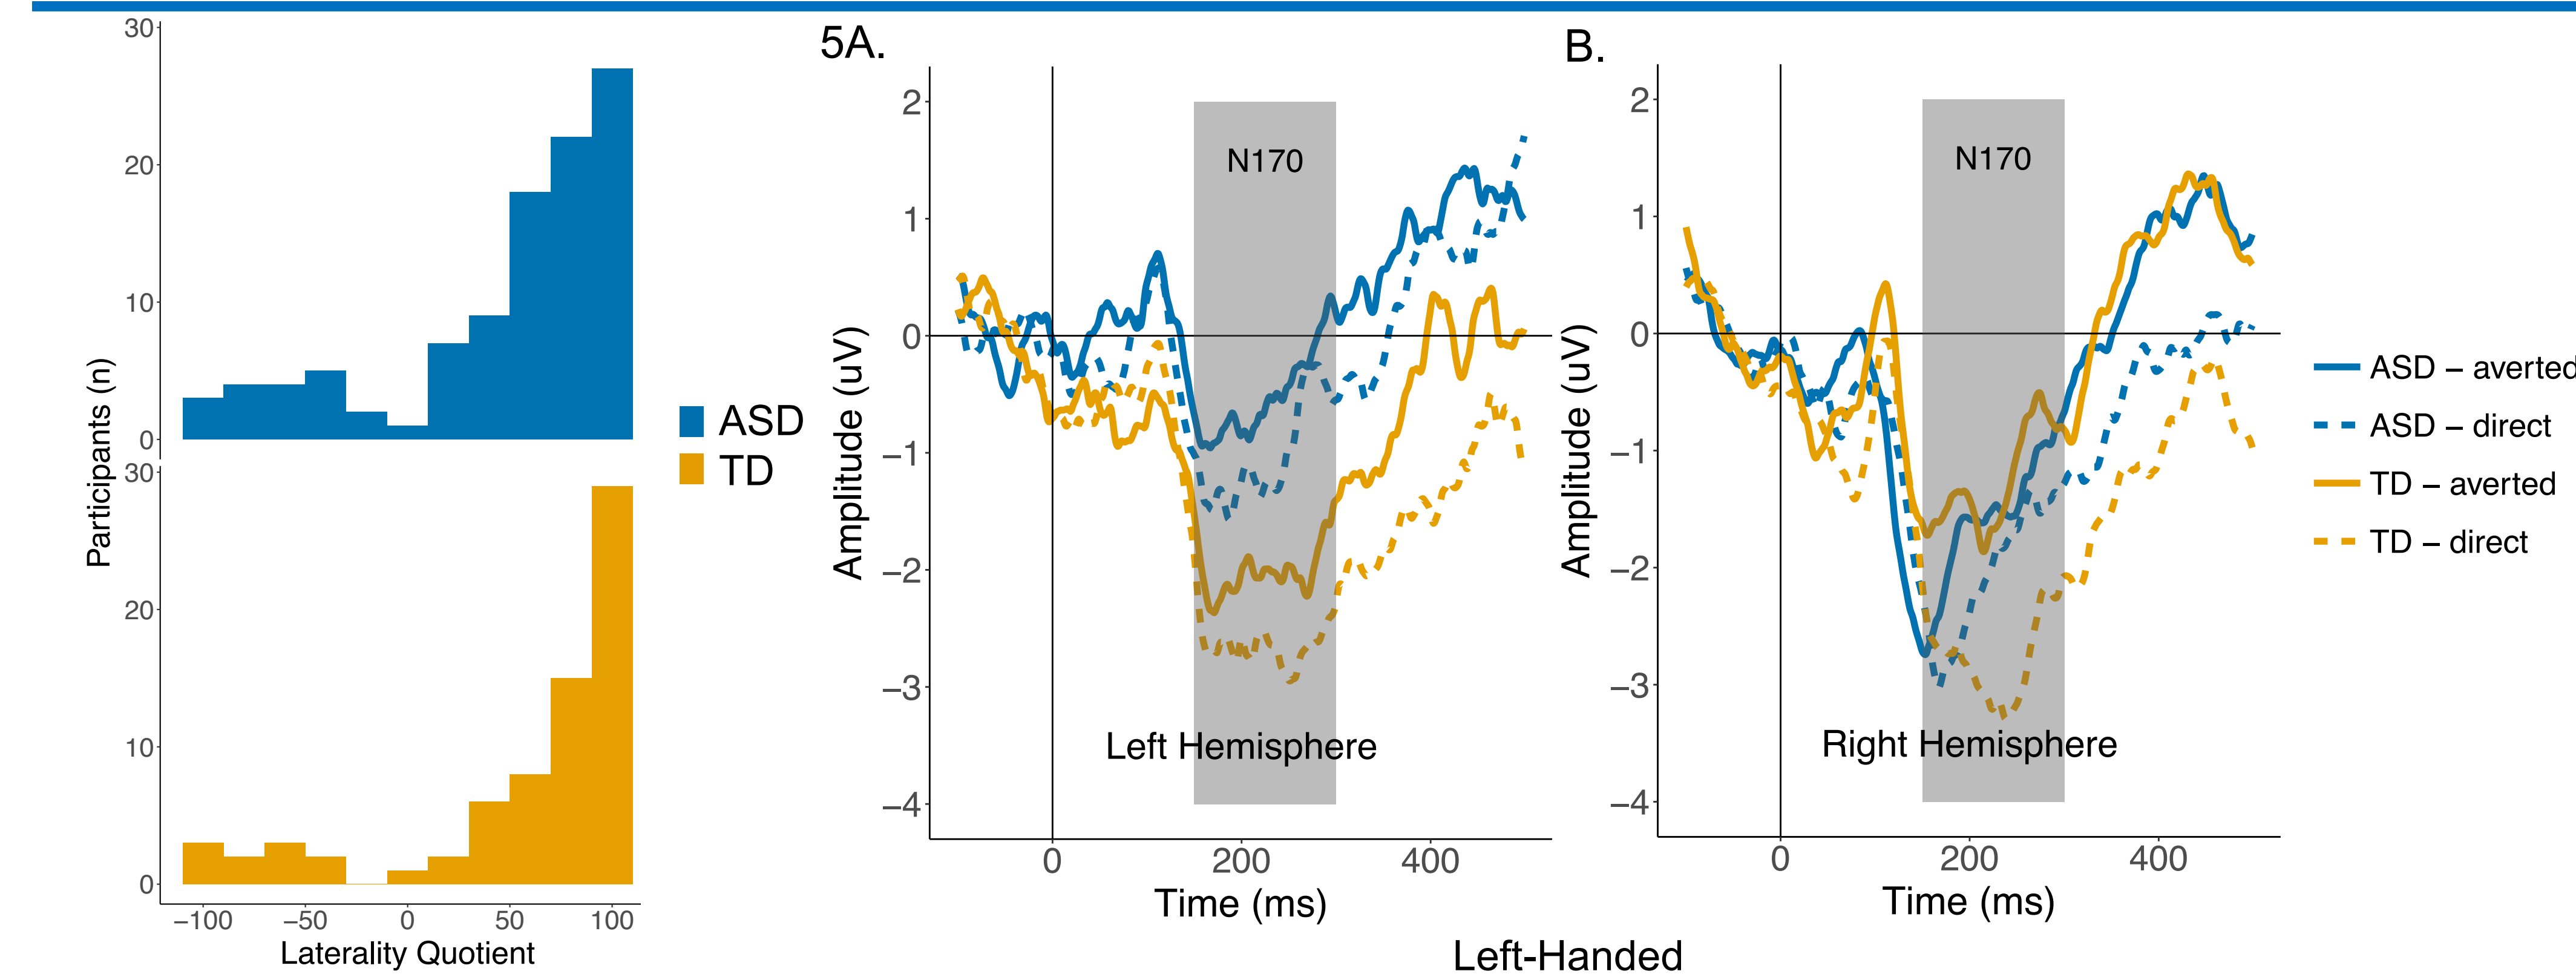 30
20
10
0
30
20
10
0
Participants (n)
−100 −50 0 50 100
Laterality Quotient
ASD
TD
5A.
2
1
0
−1
−2
−3
−4
Amplitude (uV)
N170
Left Hemisphere
0 200 400
Time (ms)
B.
2
1
0
−1
−2
−3
−4
Amplitude (uV)
N170
Right Hemisphere
0 200 400
Time (ms)
ASD – averted
ASD – direct
TD – averted
TD – direct
Left-Handed